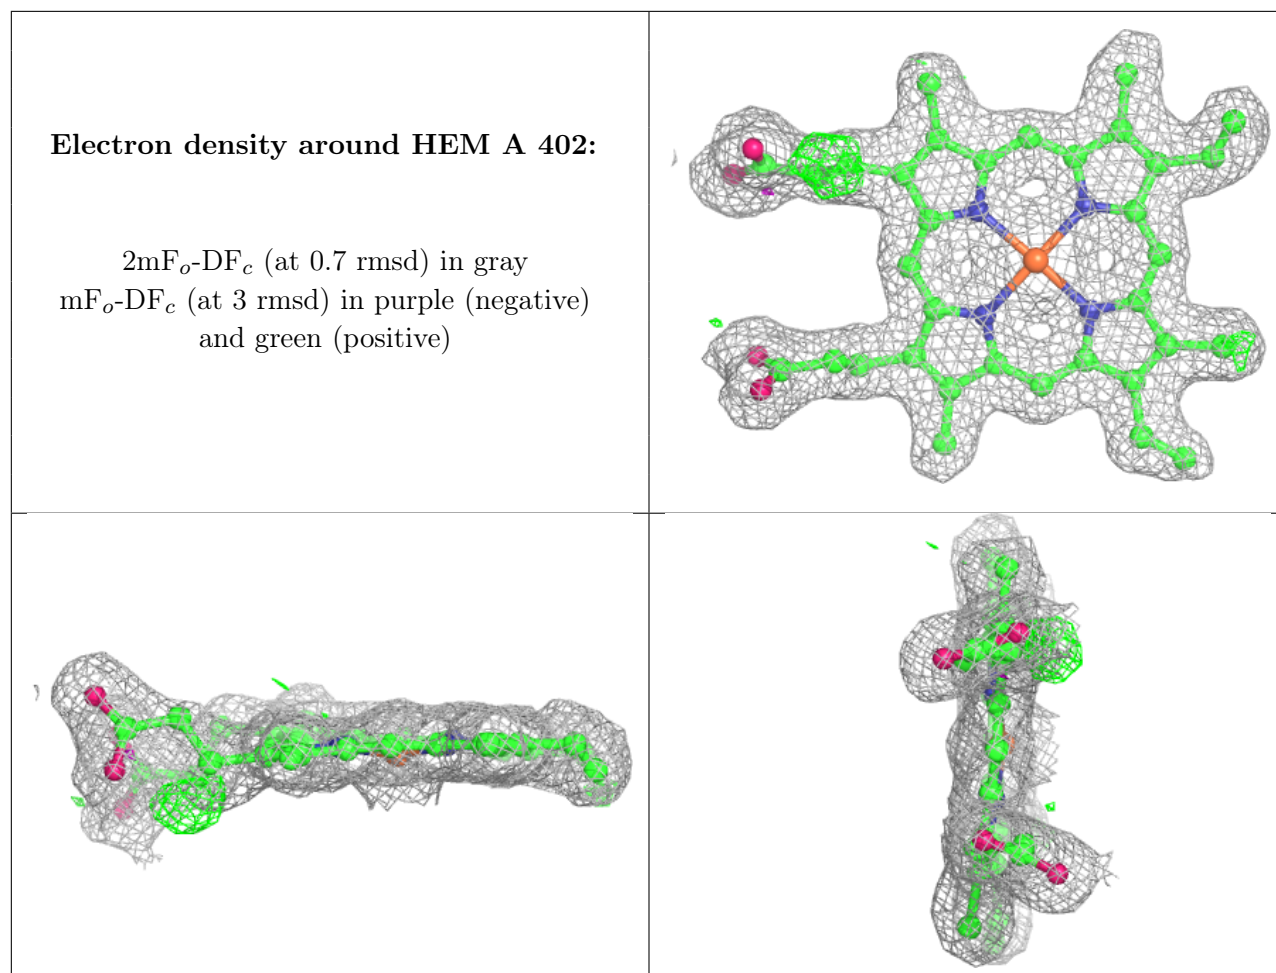 Electron density around HEM A 402:
2mFo-DFc (at 0.7 rmsd) in gray
mFo-DFc (at 3 rmsd) in purple (negative)
and green (positive)